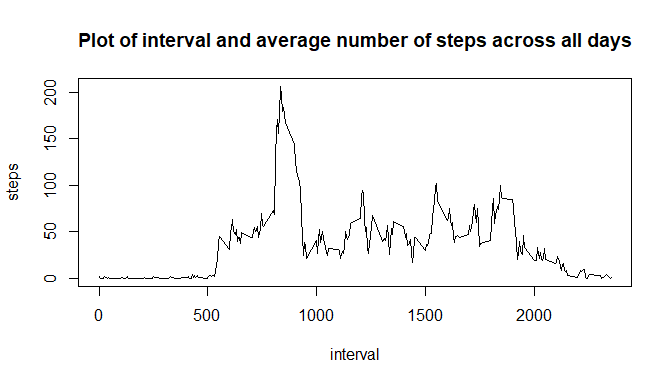 Plot of interval and average number of steps across all days
steps
200
150
100
50
0
0 500 1000 1500 2000
interval